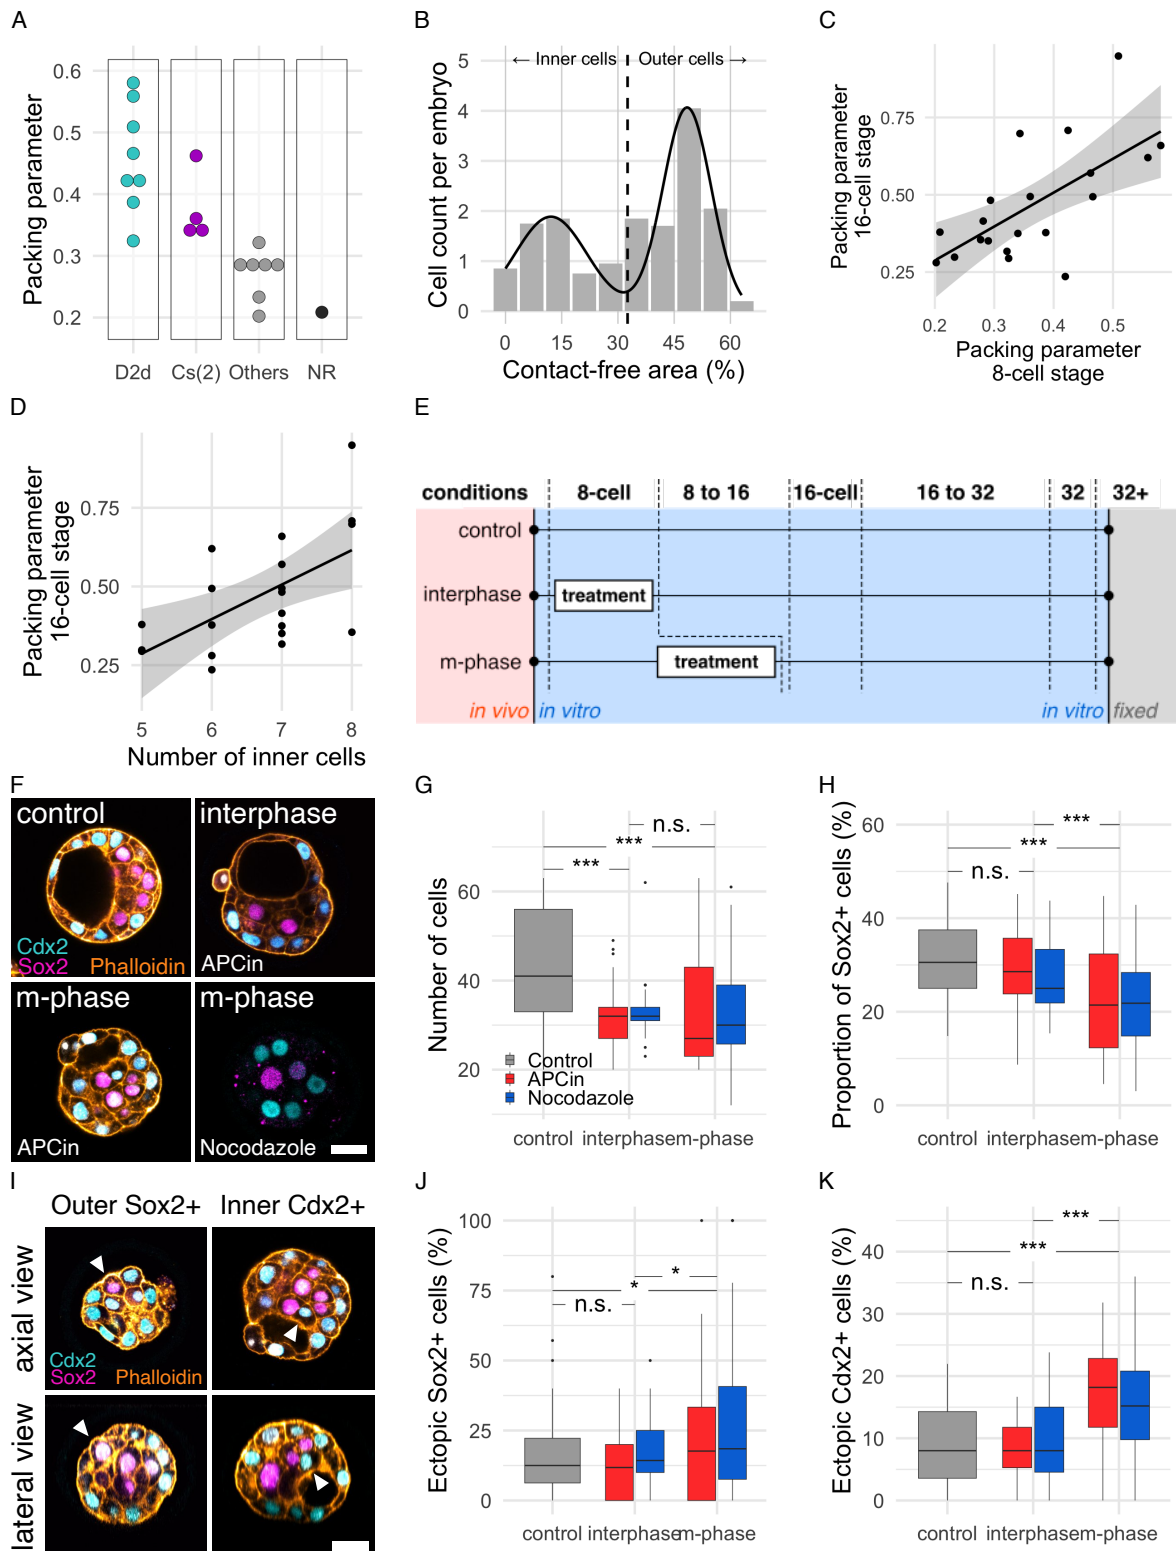 A
Packing parameter
0.6
0.5
0.4
0.3
0.2
D2d Cs(2) Others NR
B
Cell count per embryo
5
4
3
2
1
0
← Inner cells
Outer cells →
0 15 30 45 60
Contact-free area (%)
C
Packing parameter
16-cell stage
0.75
0.50
0.25
0.2 0.3 0.4 0.5
Packing parameter
8-cell stage
D
Packing parameter
16-cell stage
0.75
0.50
0.25
5 6 7 8
Number of inner cells
E
conditions 8-cell 8 to 16 16-cell 16 to 32 32 32+
control
interphase treatment
m-phase treatment
in vivo in vitro in vitro fixed
F
control
Cdx2
Sox2 Phalloidin
interphase
APCin
m-phase
APCin
m-phase
Nocodazole
G
Number of cells
60
40
20
n.s.
***
***
Control
APCin
Nocodazole
control interphase m-phase
H
Proportion of Sox2+ cells (%)
60
40
20
0
***
***
n.s.
control interphase m-phase
I
Outer Sox2+ Inner Cdx2+
axial view
Cdx2
Sox2 Phalloidin
lateral view
J
Ectopic Sox2+ cells (%)
100
75
50
25
0
*
*
n.s.
control interphase m-phase
K
Ectopic Cdx2+ cells (%)
40
30
20
10
0
***
***
n.s.
control interphase m-phase